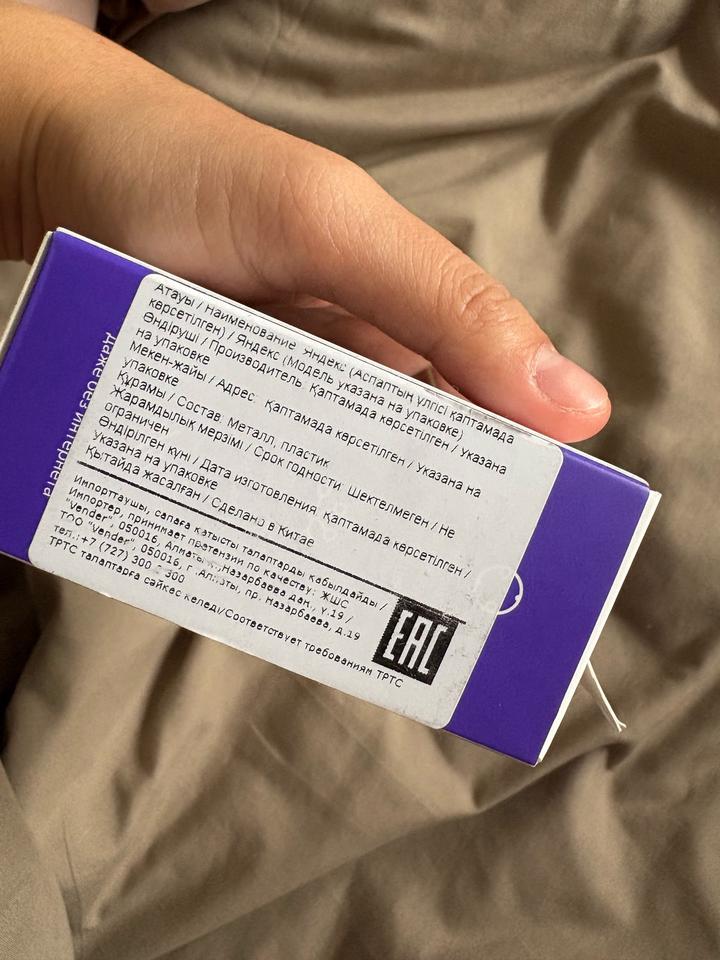 Атауы / Наименование Яндекс (Аспаптың үлгісі қаптамада
көрсетілген) / Яндекс (Модель указана на упаковке)
Өндіруші / Производитель Қаптамада көрсетілген / Указана
на упаковке
Мекен-жайы / Адрес Қаптамада көрсетілген / Указана на
упаковке
Құрамы / Состав Металл, пластик
Жарамдылық мерзімі / Срок годности Шектелмеген / Не
ограничен
Өндірілген күні / Дата изготовления Қаптамада көрсетілген /
Указана на упаковке
Қытайда жасалған / Сделано в Китае
Импорттаушы, сапаға қатысты талаптарды қабылдайды /
Импортер, принимает претензии по качеству: ЖШС
"Vender", 050016, Алматы қ., Назарбаева даң., ү.19 /
ТОО "Vender", 050016, г. Алматы, пр. Назарбаева, д.19
тел.:+7 (727) 300 300
ТРТС талаптарға сәйкес келеді/Соответствует требованиям ТРТС
EAC
даже без интернета